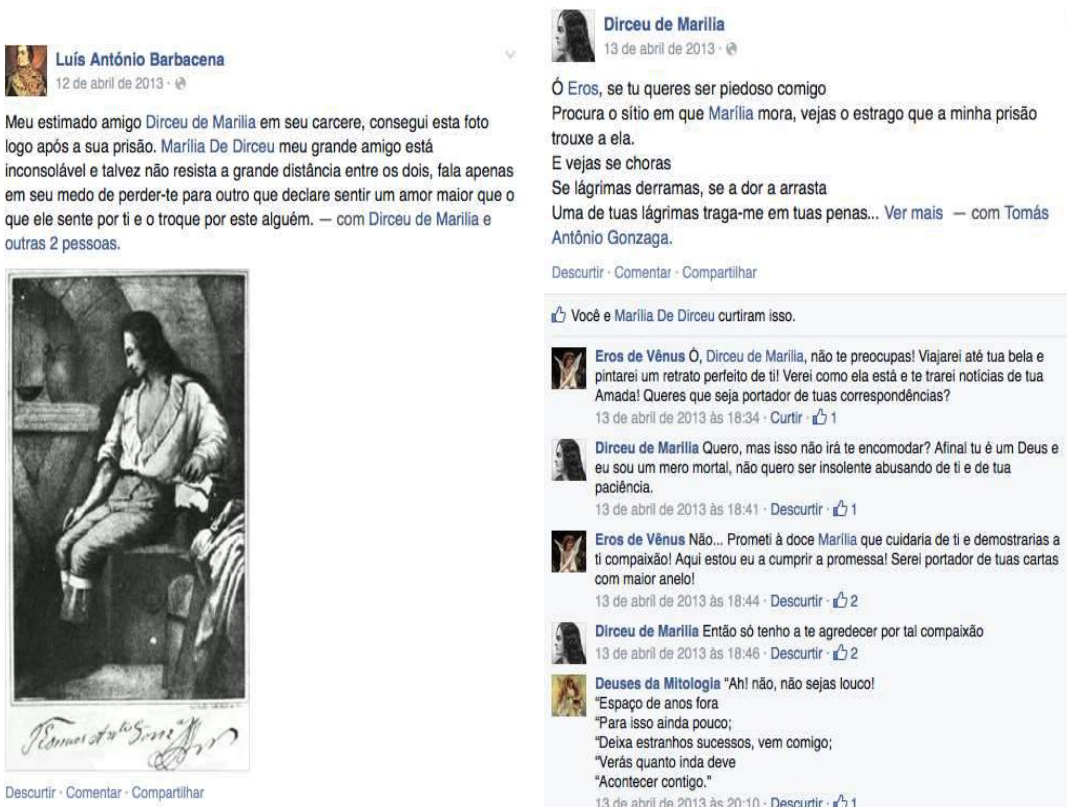 Luís António Barbacena
12 de abril de 2013 ·
Meu estimado amigo Dirceu de Marilia em seu carcere, consegui esta foto
logo após a sua prisão. Marília De Dirceu meu grande amigo está
inconsolável e talvez não resista a grande distância entre os dois, fala apenas
em seu medo de perder-te para outro que declare sentir um amor maior que o
que ele sente por ti e o troque por este alguém. — com Dirceu de Marilia e
outras 2 pessoas.
Descurtir · Comentar · Compartilhar
Dirceu de Marilia
13 de abril de 2013 ·
Ó Eros, se tu queres ser piedoso comigo
Procura o sítio em que Marília mora, vejas o estrago que a minha prisão
trouxe a ela.
E vejas se choras
Se lágrimas derramas, se a dor a arrasta
Uma de tuas lágrimas traga-me em tuas penas... Ver mais — com Tomás
Antônio Gonzaga.
Descurtir · Comentar · Compartilhar
Você e Marília De Dirceu curtiram isso.
Eros de Vênus Ó, Dirceu de Marilia, não te preocupas! Viajarei até tua bela e
pintarei um retrato perfeito de ti! Verei como ela está e te trarei notícias de tua
Amada! Queres que seja portador de tuas correspondências?
13 de abril de 2013 às 18:34 · Curtir · 1
Dirceu de Marilia Quero, mas isso não irá te encomodar? Afinal tu é um Deus e
eu sou um mero mortal, não quero ser insolente abusando de ti e de tua
paciência.
13 de abril de 2013 às 18:41 · Descurtir · 1
Eros de Vênus Não... Prometi à doce Marília que cuidaria de ti e demostrarias a
ti compaixão! Aqui estou eu a cumprir a promessa! Serei portador de tuas cartas
com maior anelo!
13 de abril de 2013 às 18:44 · Descurtir · 2
Dirceu de Marilia Então só tenho a te agredecer por tal compaixão
13 de abril de 2013 às 18:46 · Descurtir · 2
Deuses da Mitologia "Ah! não, não sejas louco!
"Espaço de anos fora
"Para isso ainda pouco;
"Deixa estranhos sucessos, vem comigo;
"Verás quanto inda deve
"Acontecer contigo."
13 de abril de 2013 às 20:10 · Descurtir · 1